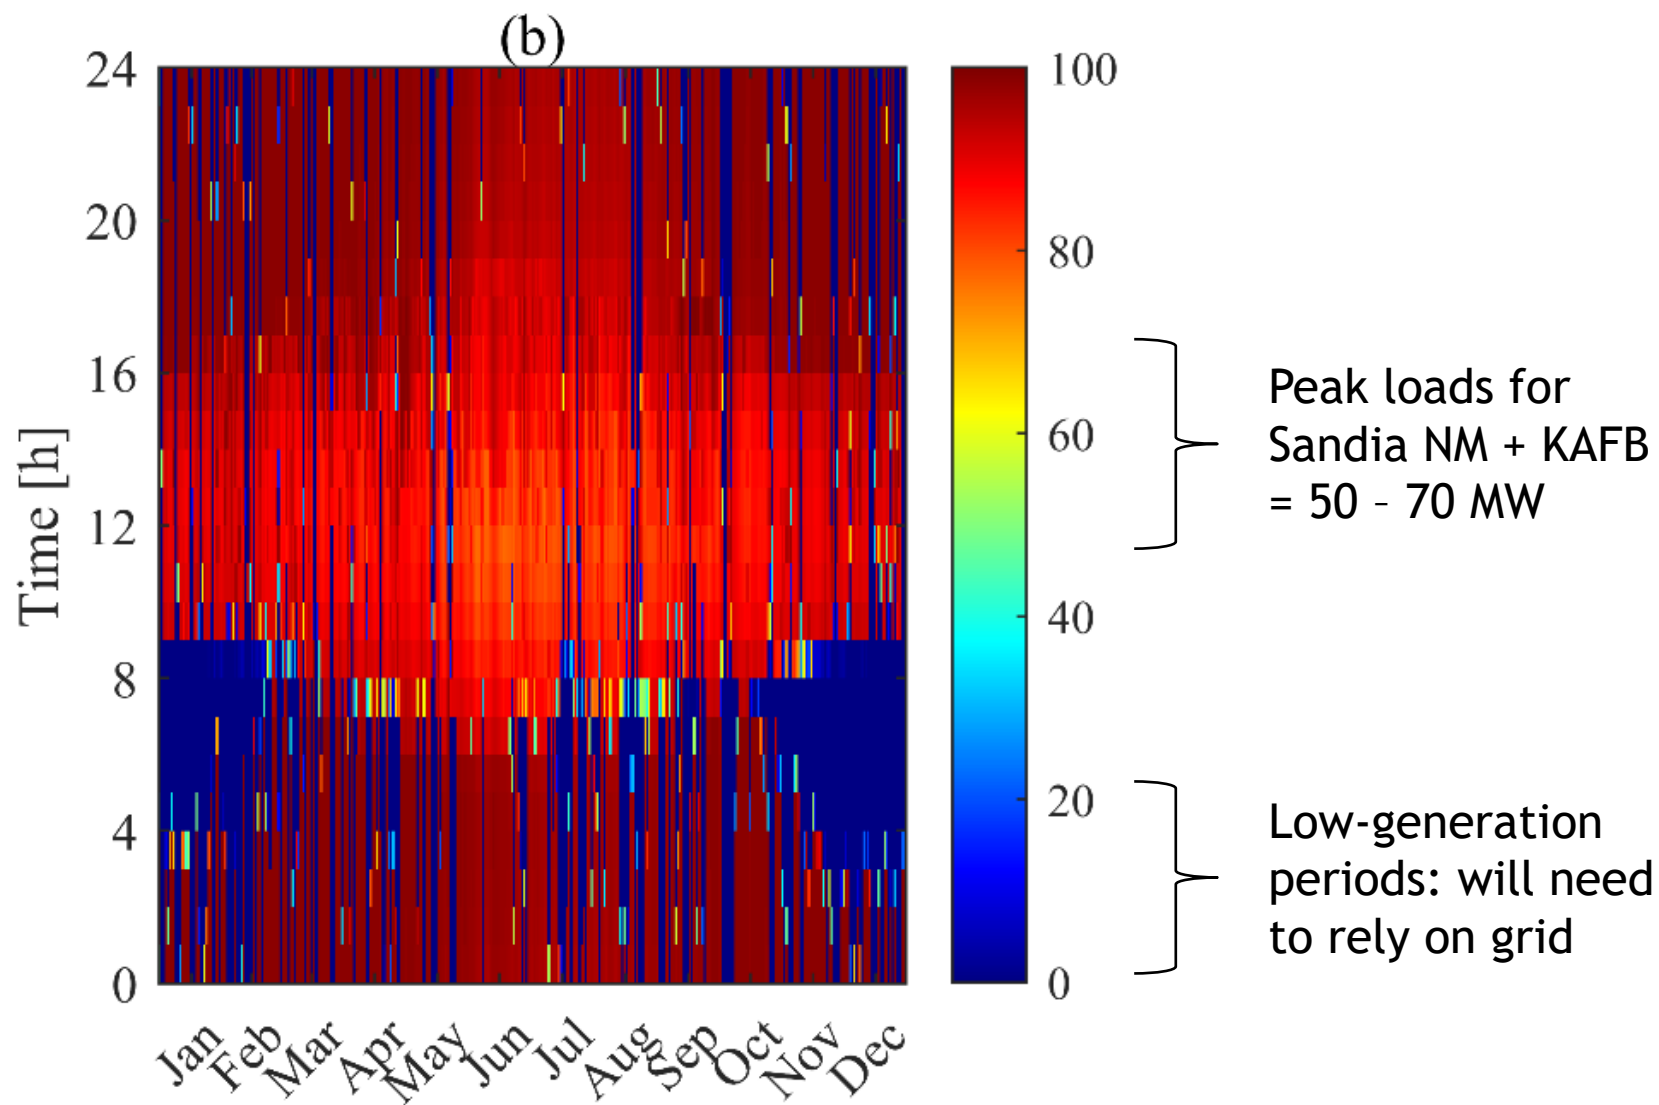 (b)
24
20
16
12
8
4
0
Time [h]
Jan
Feb
Mar
Apr
May
Jun
Jul
Aug
Sep
Oct
Nov
Dec
100
80
60
40
20
0
Peak loads for
Sandia NM + KAFB
= 50 – 70 MW
Low-generation
periods: will need
to rely on grid